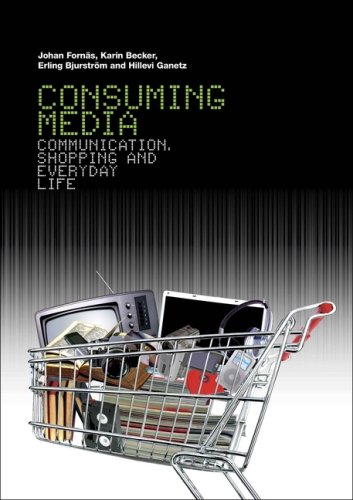 Johan Fornäs, Karin Becker,
Erling Bjurström and Hillevi Ganetz
CONSUMING
MEDIA
COMMUNICATION,
SHOPPING AND
EVERYDAY
LIFE